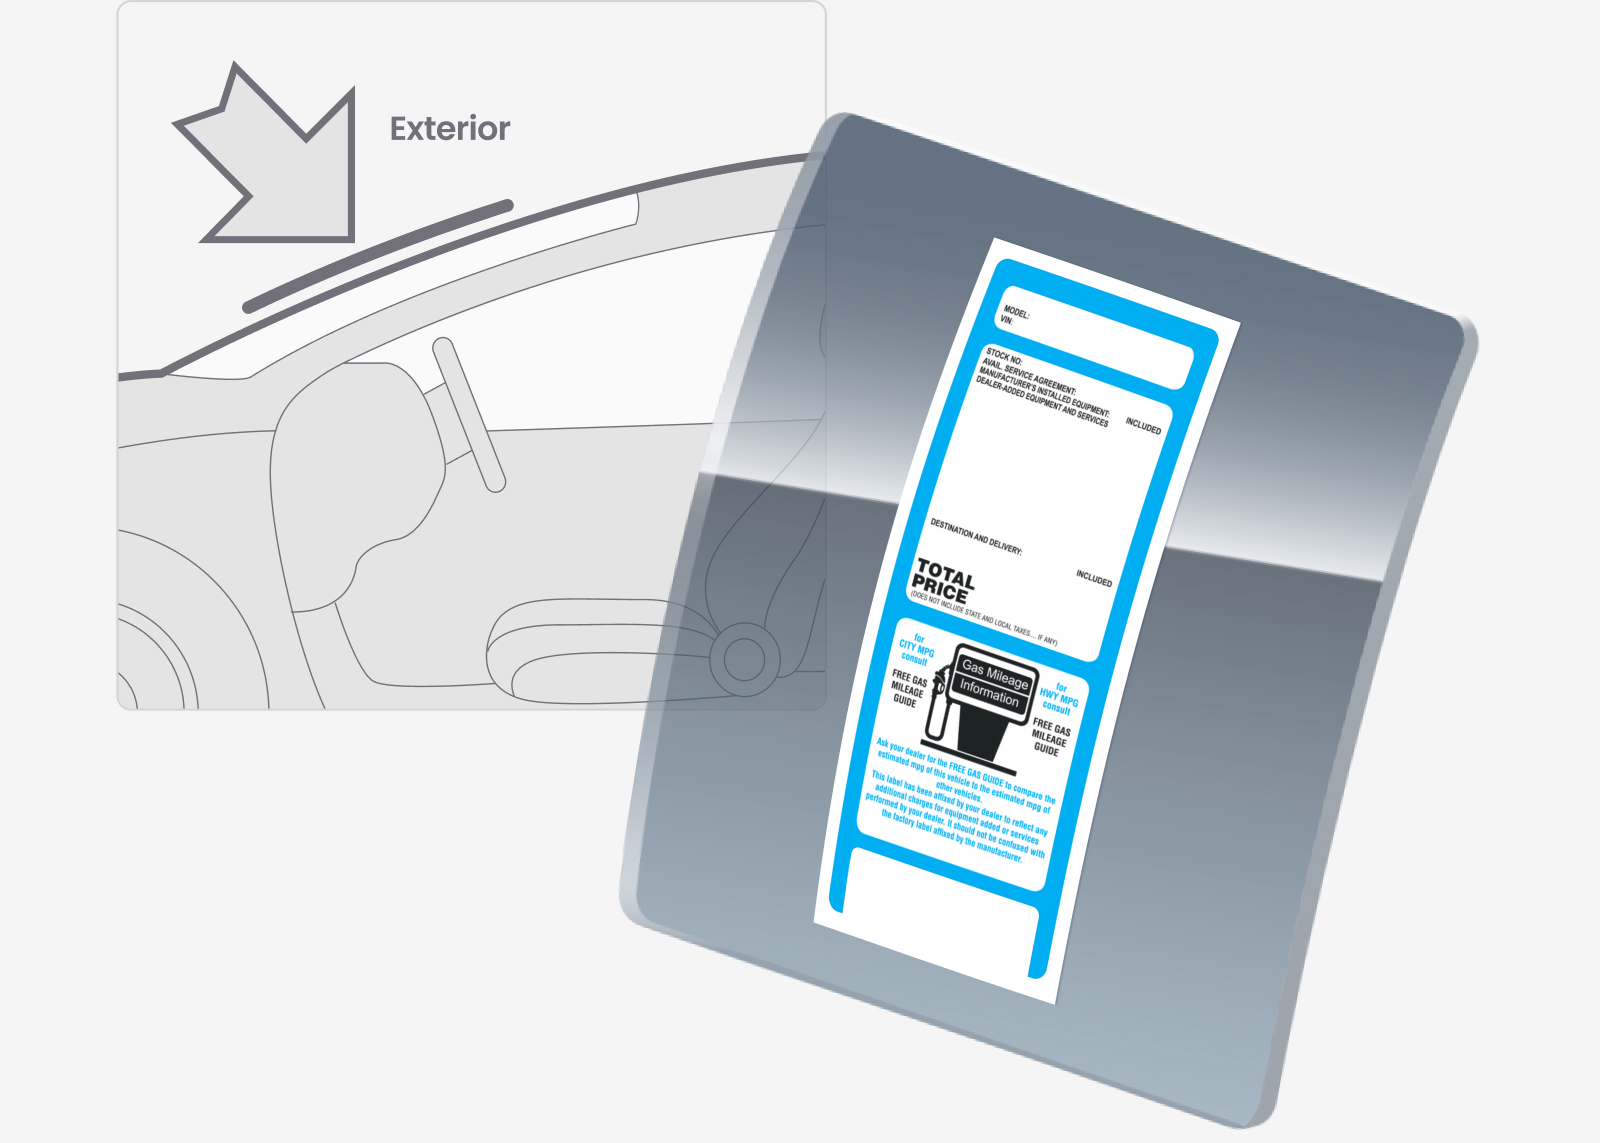 Exterior
MODEL:
VIN:
STOCK NO:
AVAIL. SERVICE AGREEMENT:
MANUFACTURER'S INSTALLED EQUIPMENT:
INCLUDED
DEALER-ADDED EQUIPMENT AND SERVICES
DESTINATION AND DELIVERY:
INCLUDED
TOTAL
PRICE
(DOES NOT INCLUDE STATE AND LOCAL TAXES... IF ANY)
for
CITY MPG
consult
FREE GAS
MILEAGE
GUIDE
Gas Mileage
Information
for
HWY MPG
consult
FREE GAS
MILEAGE
GUIDE
Ask your dealer for the FREE GAS GUIDE to compare the
estimated mpg of this vehicle to the estimated mpg of
other vehicles.
This label has been affixed by your dealer to reflect any
additional charges for equipment added or services
performed by your dealer. It should not be confused with
the factory label affixed by the manufacturer.